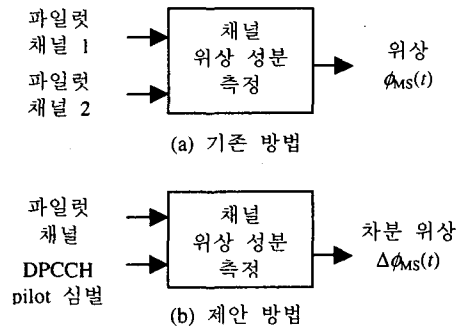 파일럿
채널 1
파일럿
채널 2
채널
위상 성분
측정
위상
ϕMS(t)
(a) 기존 방법
파일럿
채널
DPCCH
pilot 심벌
채널
위상 성분
측정
차분 위상
ΔϕMS(t)
(b) 제안 방법